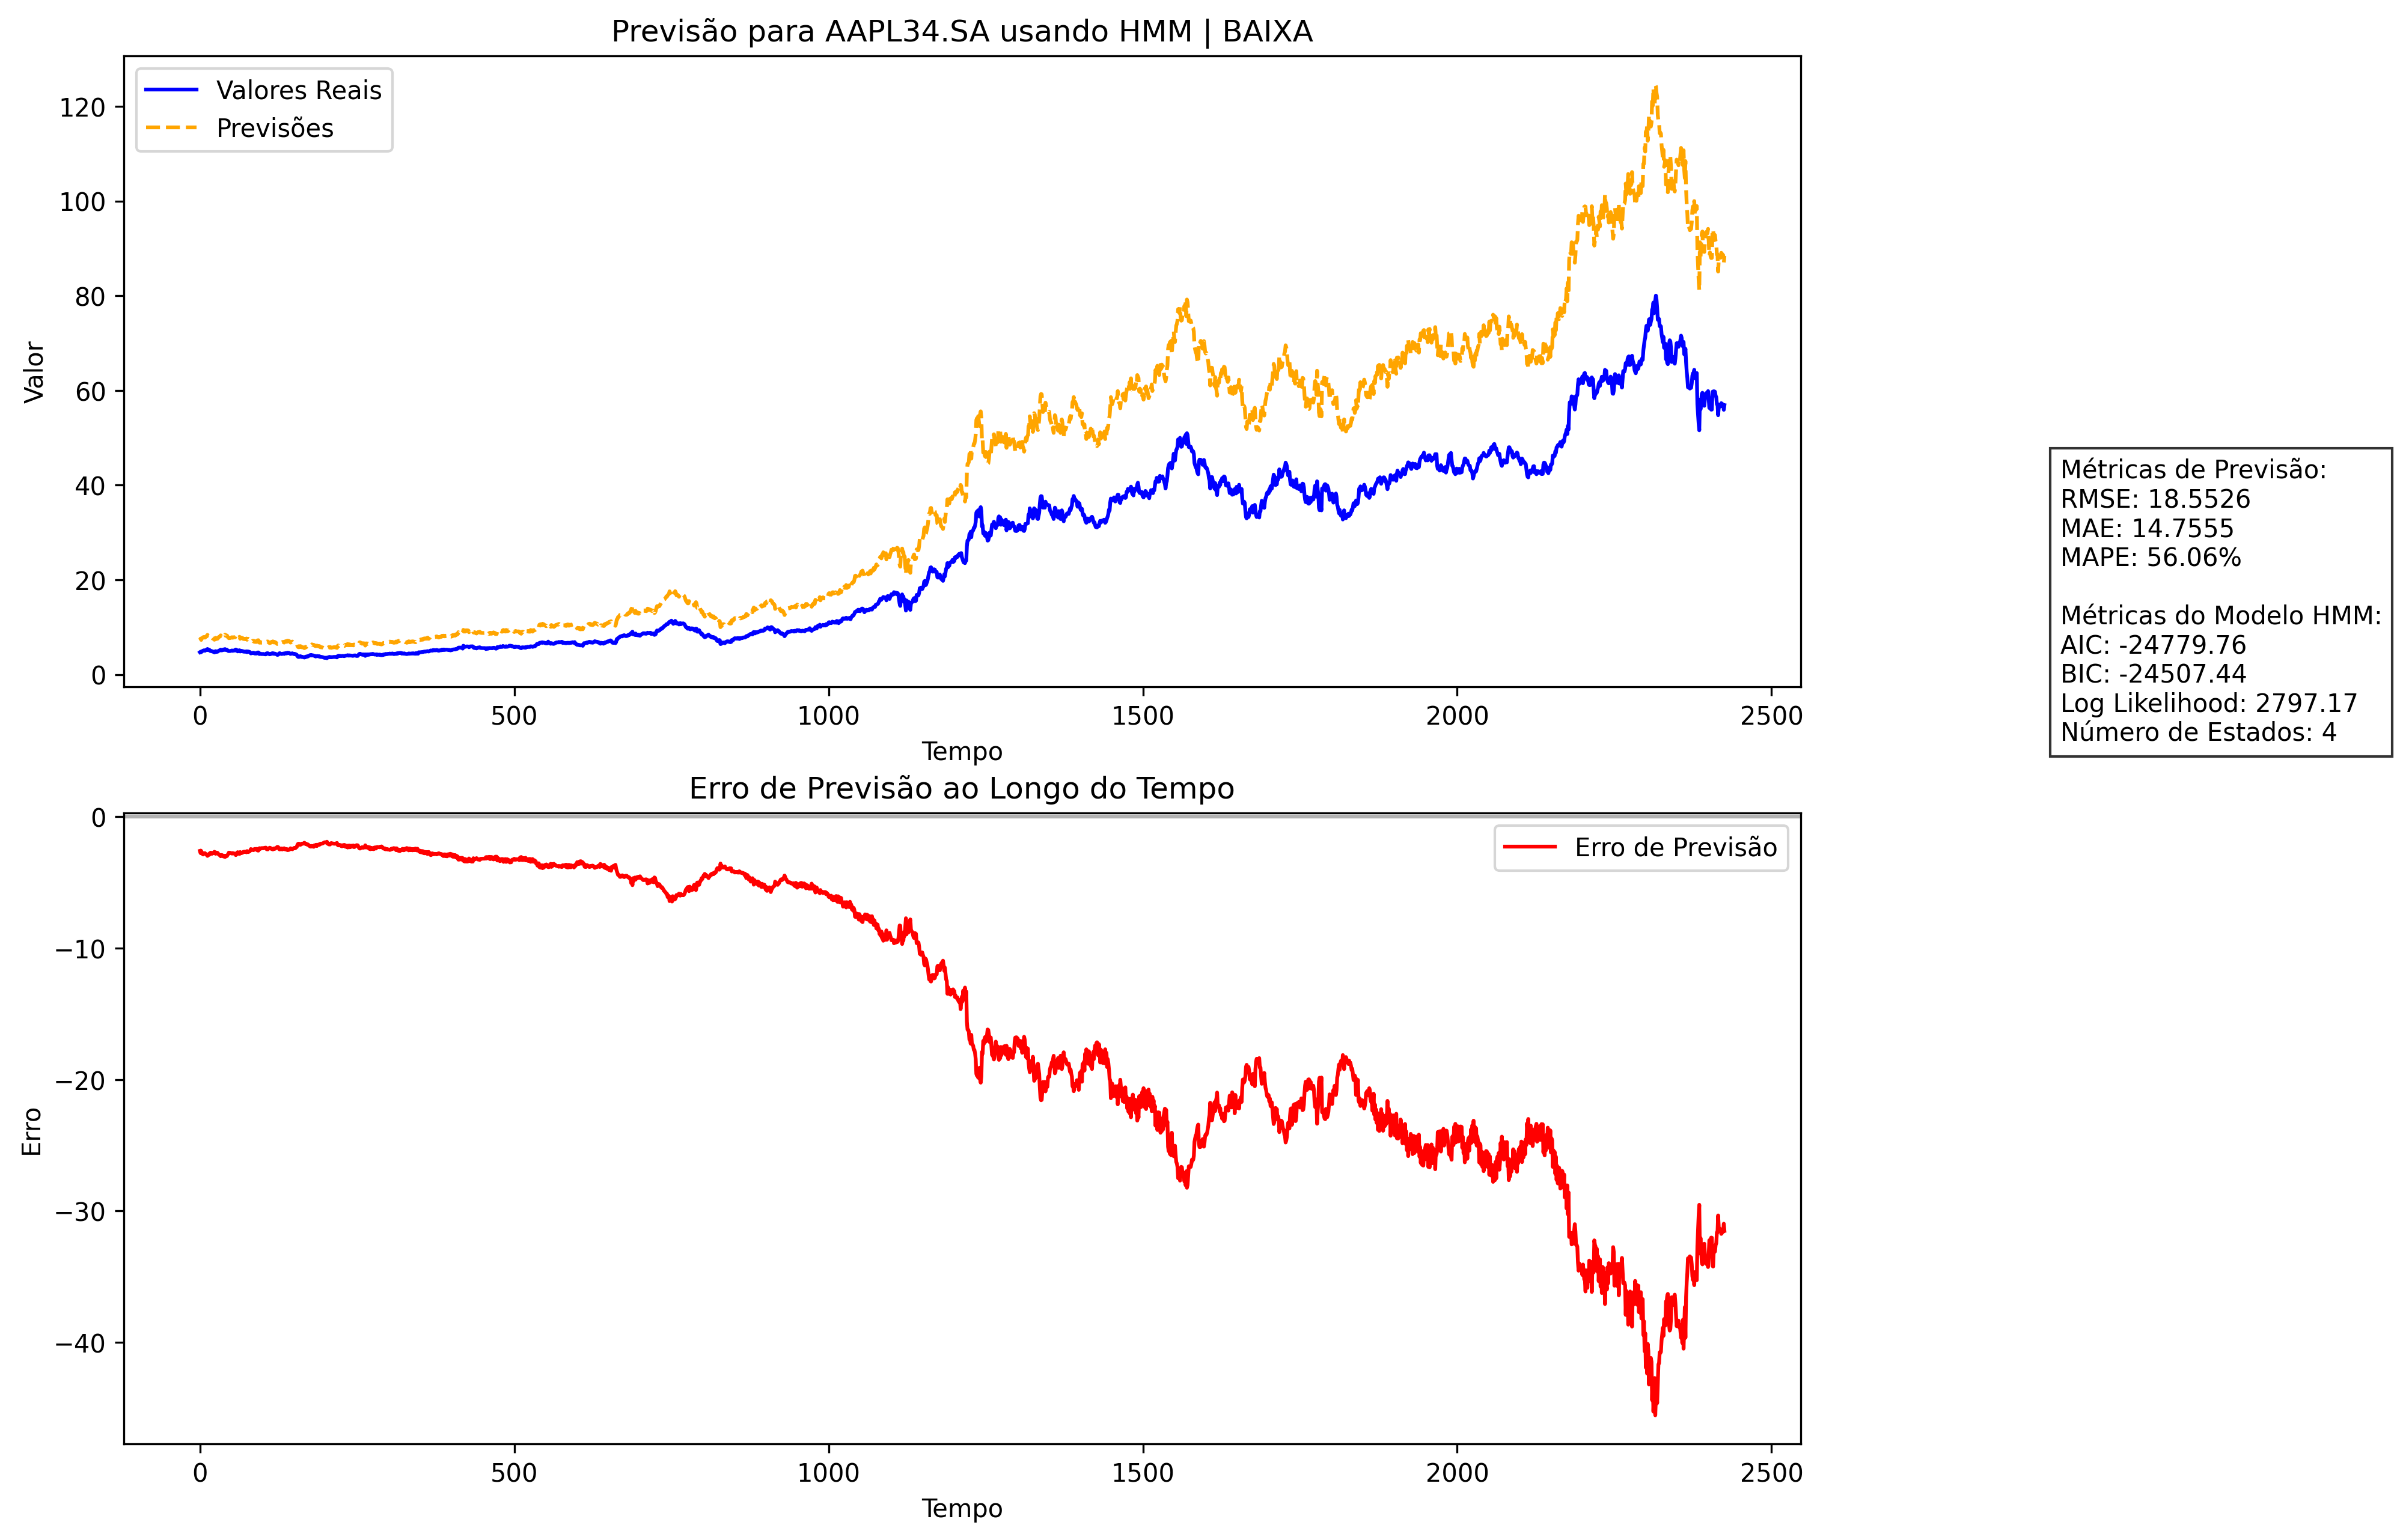 Previsão para AAPL34.SA usando HMM | BAIXA
Valores Reais
Previsões
Valor
120
100
80
60
40
20
0
0
500
1000
1500
2000
2500
Tempo
Métricas de Previsão:
RMSE: 18.5526
MAE: 14.7555
MAPE: 56.06%
Métricas do Modelo HMM:
AIC: -24779.76
BIC: -24507.44
Log Likelihood: 2797.17
Número de Estados: 4
Erro de Previsão ao Longo do Tempo
Erro de Previsão
Erro
0
−10
−20
−30
−40
0
500
1000
1500
2000
2500
Tempo